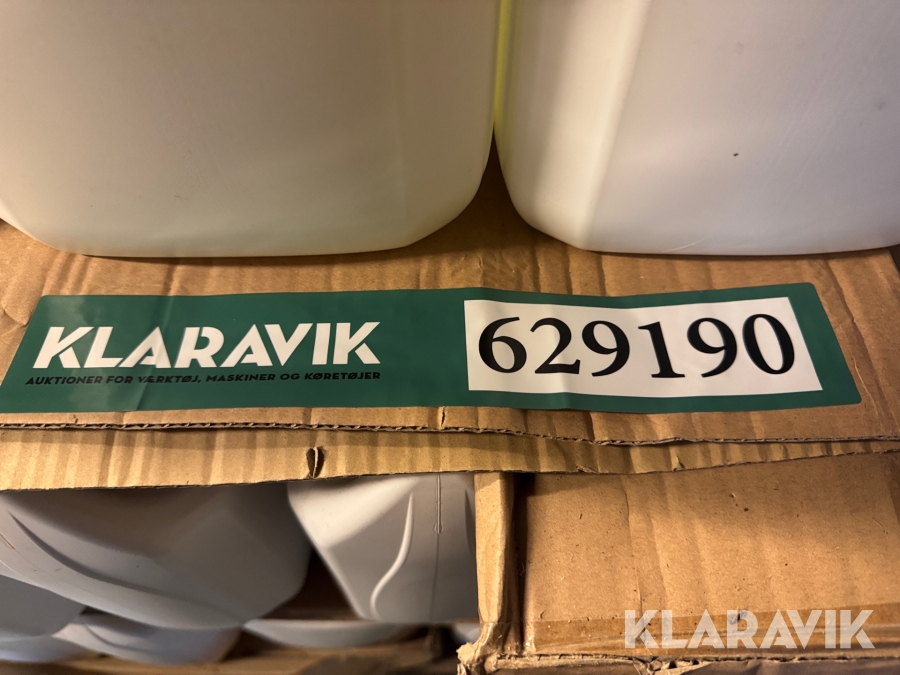 KLARAVIK
AUKTIONER FOR VÆRKTØJ, MASKINER OG KØRETØJER
629190
KLARAVIK